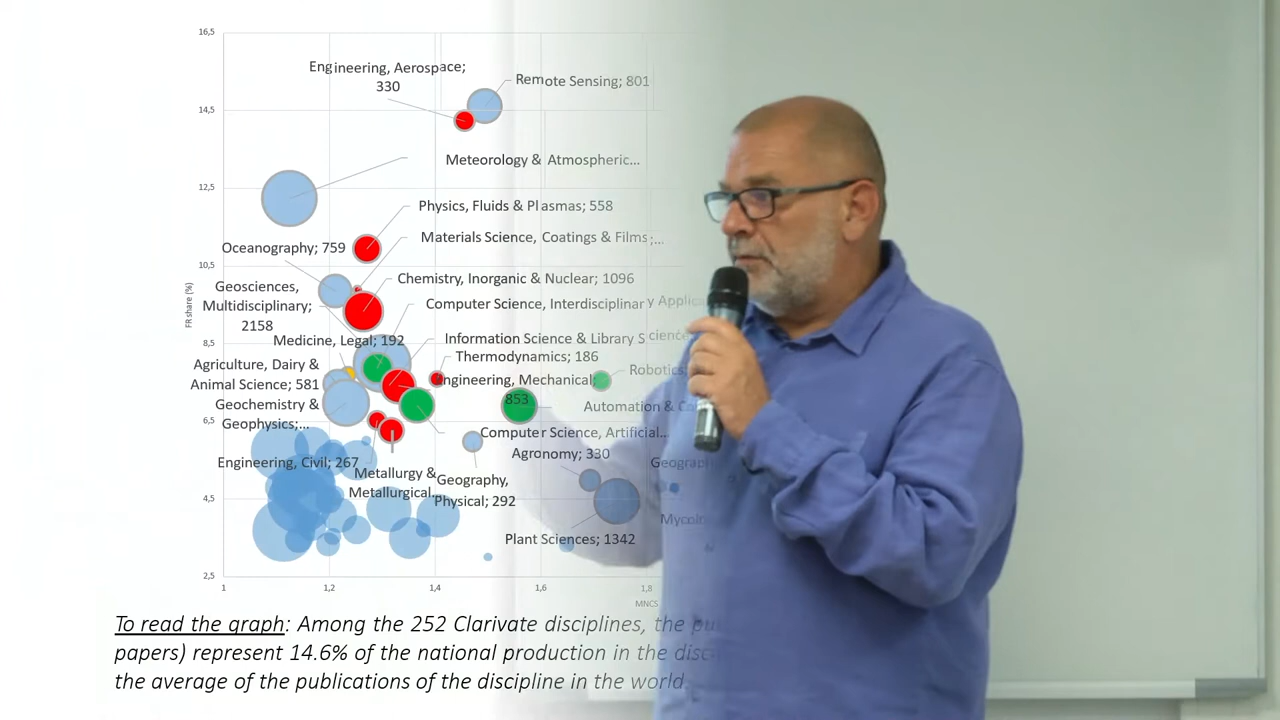 16,5
Engineering, Aerospace;
330
Remote Sensing; 801
14,5
Meteorology & Atmospheric...
12,5
Physics, Fluids & Plasmas; 558
Materials Science, Coatings & Films;...
Oceanography; 759
10,5
Chemistry, Inorganic & Nuclear; 1096
Geosciences,
Multidisciplinary;
2158
Computer Science, Interdisciplinary
FR share (%)
8,5
Medicine, Legal; 192
Information Science & Library Science
Thermodynamics; 186
Agriculture, Dairy &
Animal Science; 581
Engineering, Mechanical;
853
Robotics
Geochemistry &
Geophysics;...
Automation &
6,5
Computer Science, Artificial...
Agronomy; 330
Engineering, Civil; 267
Metallurgy &
Metallurgical...
Geography,
Physical; 292
4,5
Plant Sciences; 1342
2,5
1
1,2
1,4
1,6
1,8
MNCS
To read the graph: Among the 252 Clarivate disciplines, the
papers) represent 14.6% of the national production in the
the average of the publications of the discipline in the world